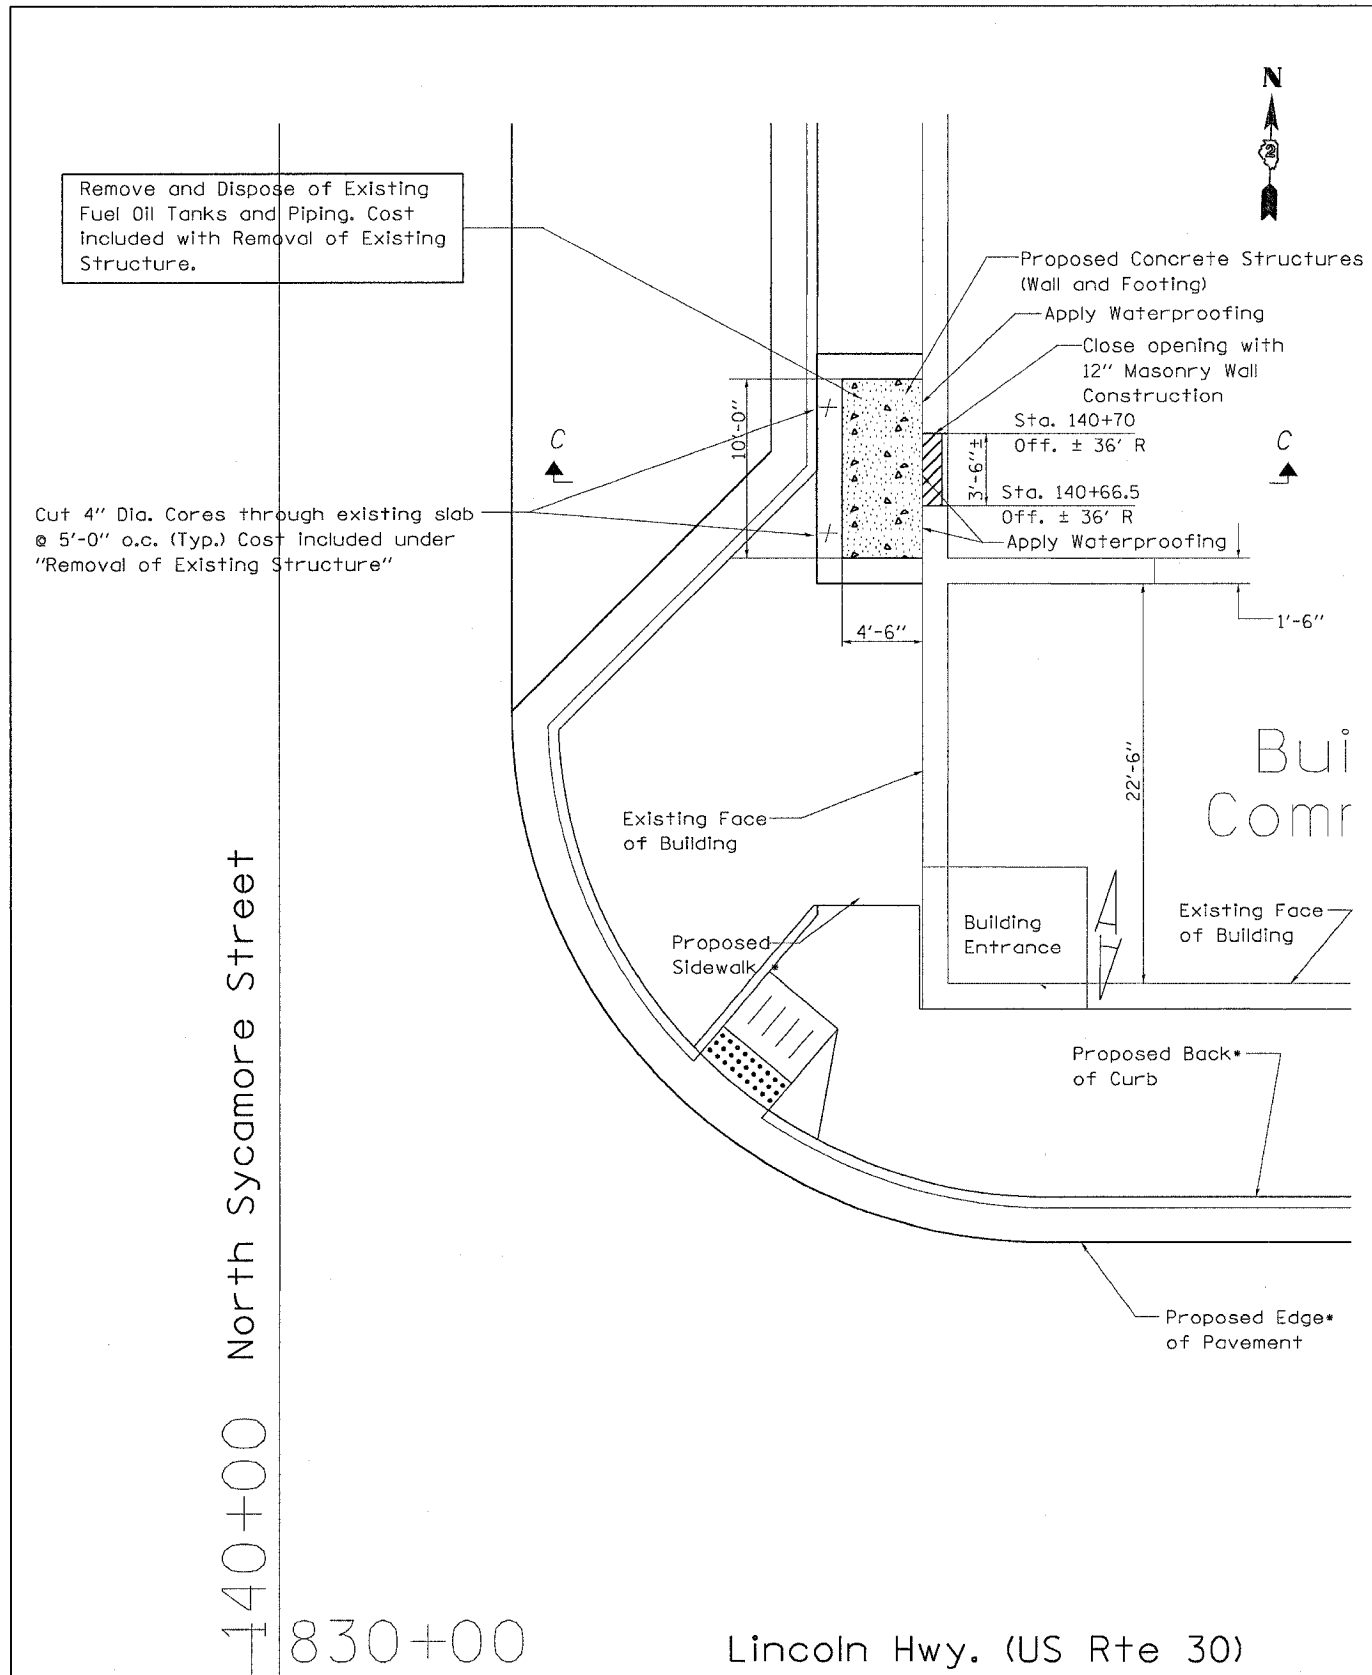 N
2
Remove and Dispose of Existing
Fuel Oil Tanks and Piping. Cost
included with Removal of Existing
Structure.
Proposed Concrete Structures
(Wall and Footing)
Apply Waterproofing
Close opening with
12" Masonry Wall
Construction
Sta. 140+70
Off. ± 36' R
3'-6"±
Sta. 140+66.5
Off. ± 36' R
Apply Waterproofing
10'-0"
C
C
Cut 4" Dia. Cores through existing slab
@ 5'-0" o.c. (Typ.) Cost included under
"Removal of Existing Structure"
4'-6"
1'-6"
22'-6"
Bui
Comr
Existing Face
of Building
Building
Entrance
Existing Face
of Building
Proposed
Sidewalk *
Proposed Back*
of Curb
Proposed Edge*
of Pavement
North Sycamore Street
140+00
830+00
Lincoln Hwy. (US Rte 30)